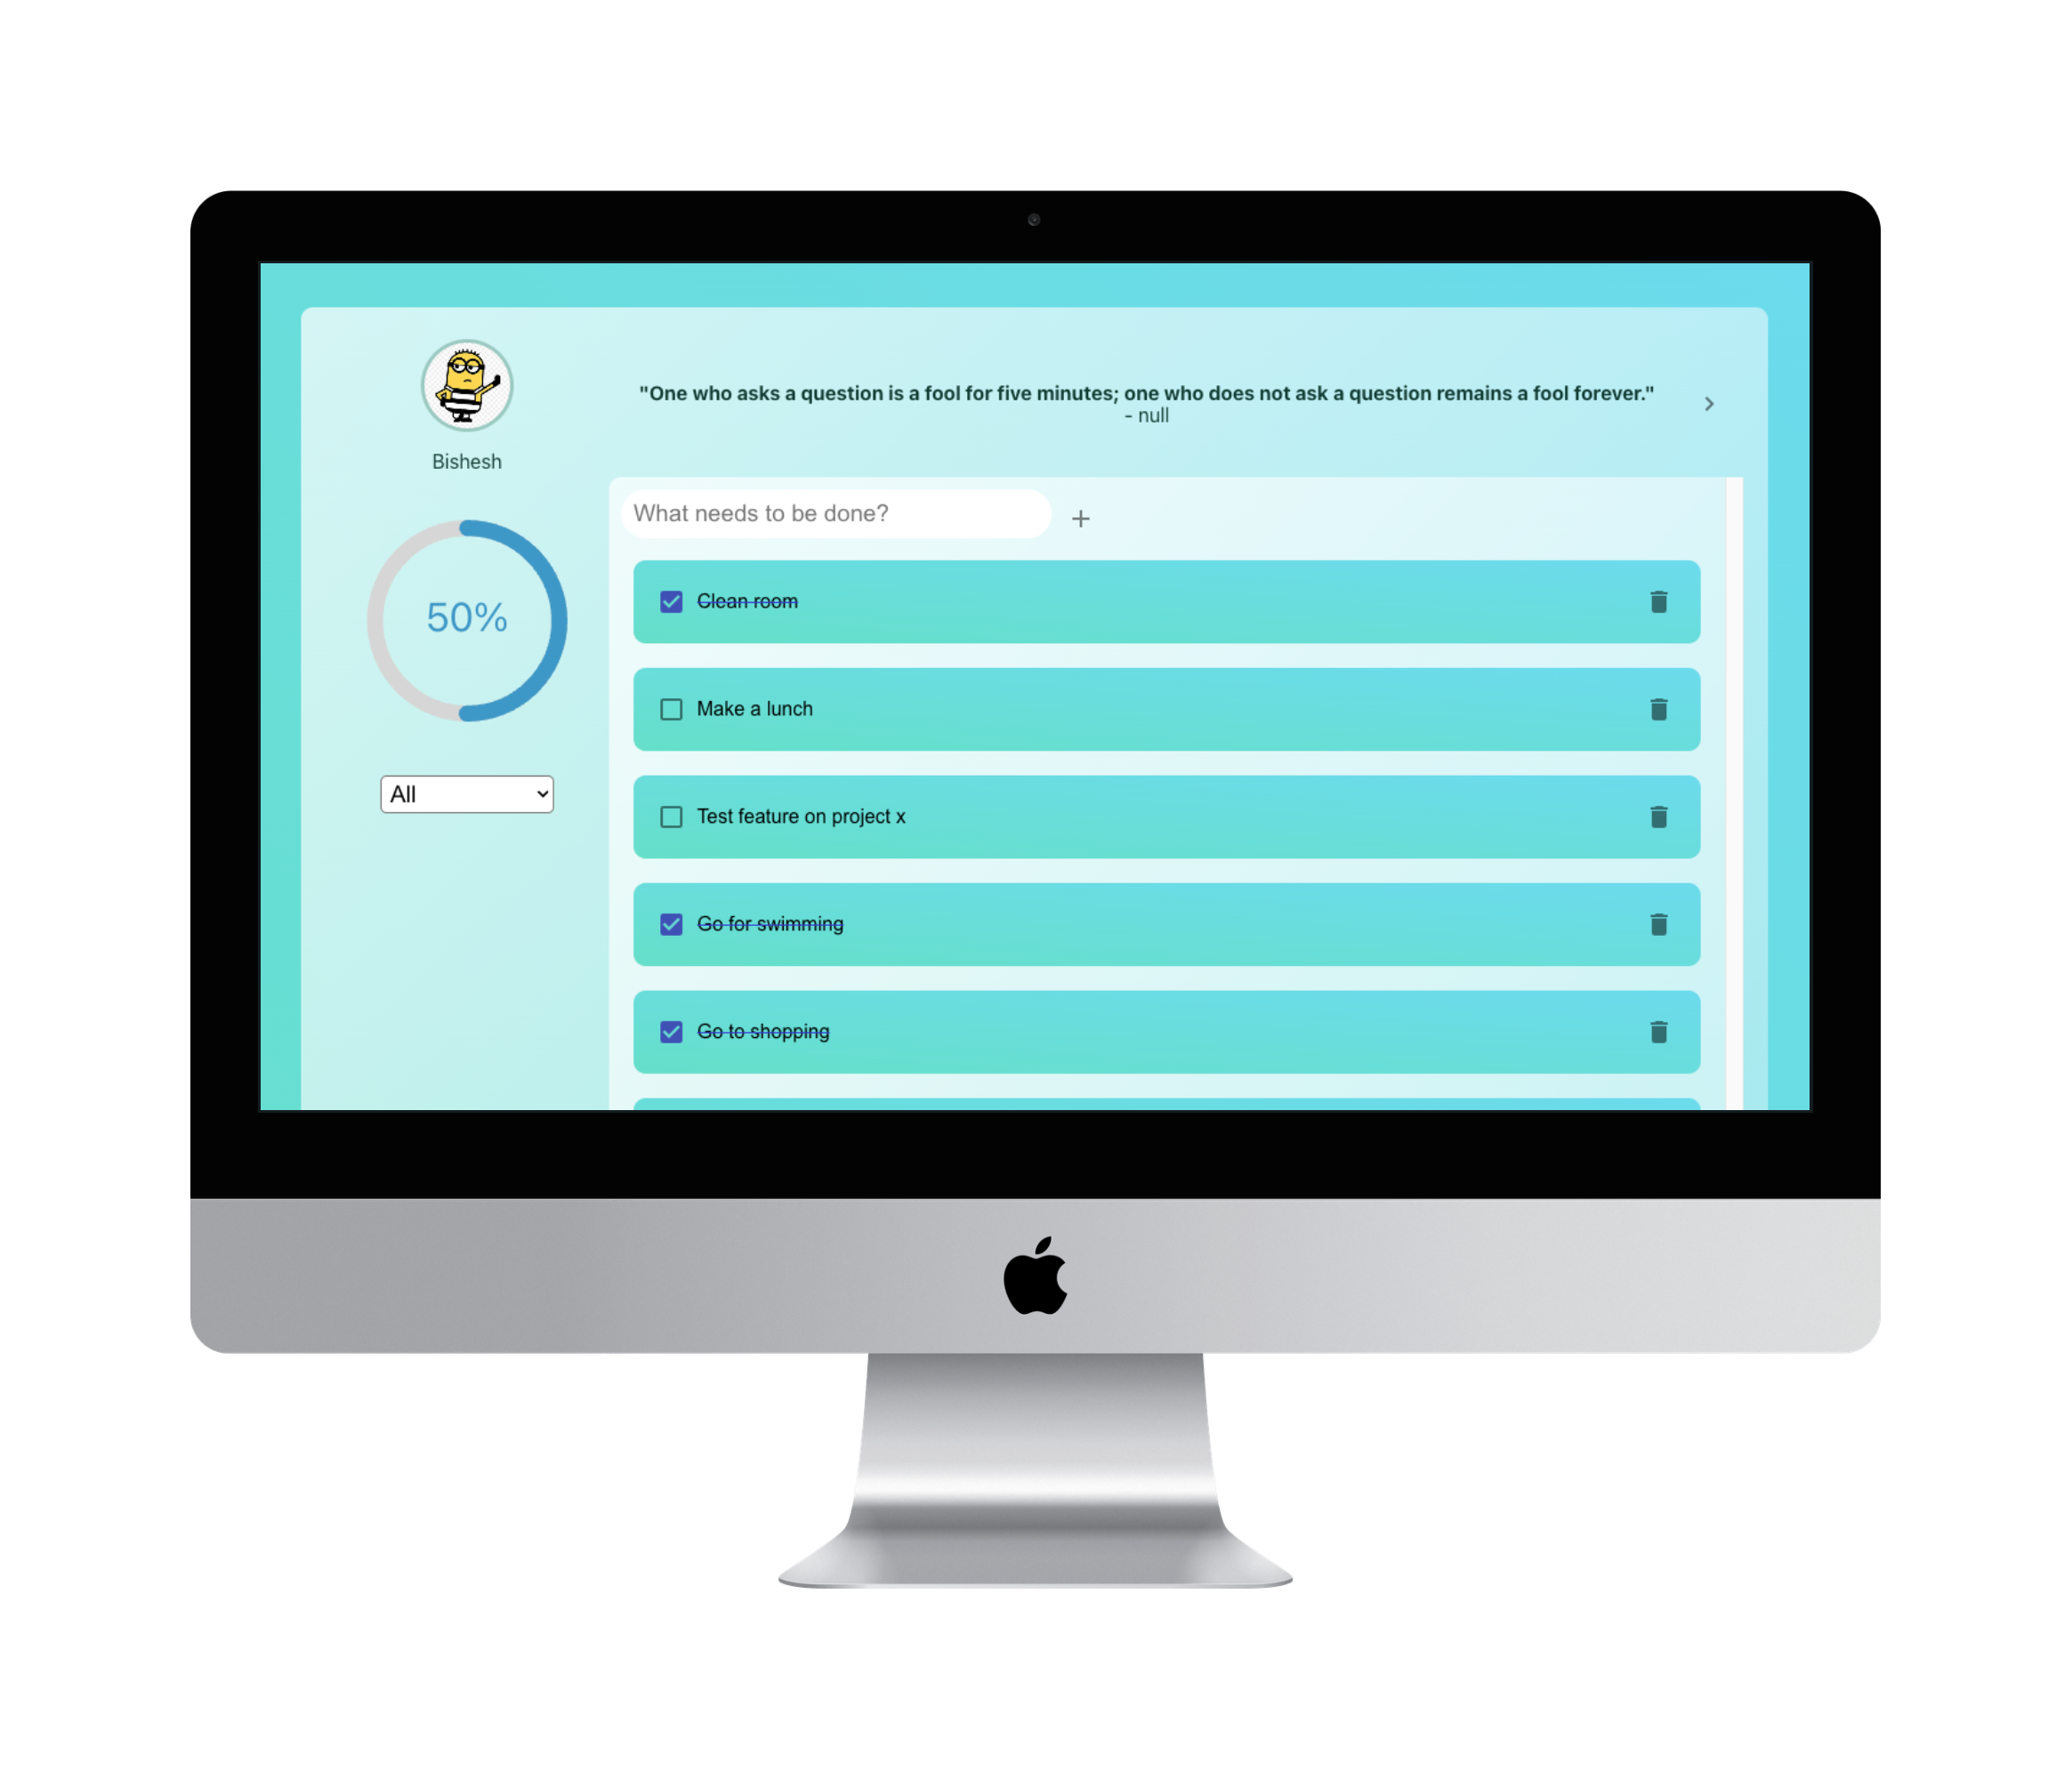 "One who asks a question is a fool for five minutes; one who does not ask a question remains a fool forever."
- null
Bishesh
What needs to be done?
50%
Clean room
Make a lunch
Test feature on project x
All
Go for swimming
Go to shopping